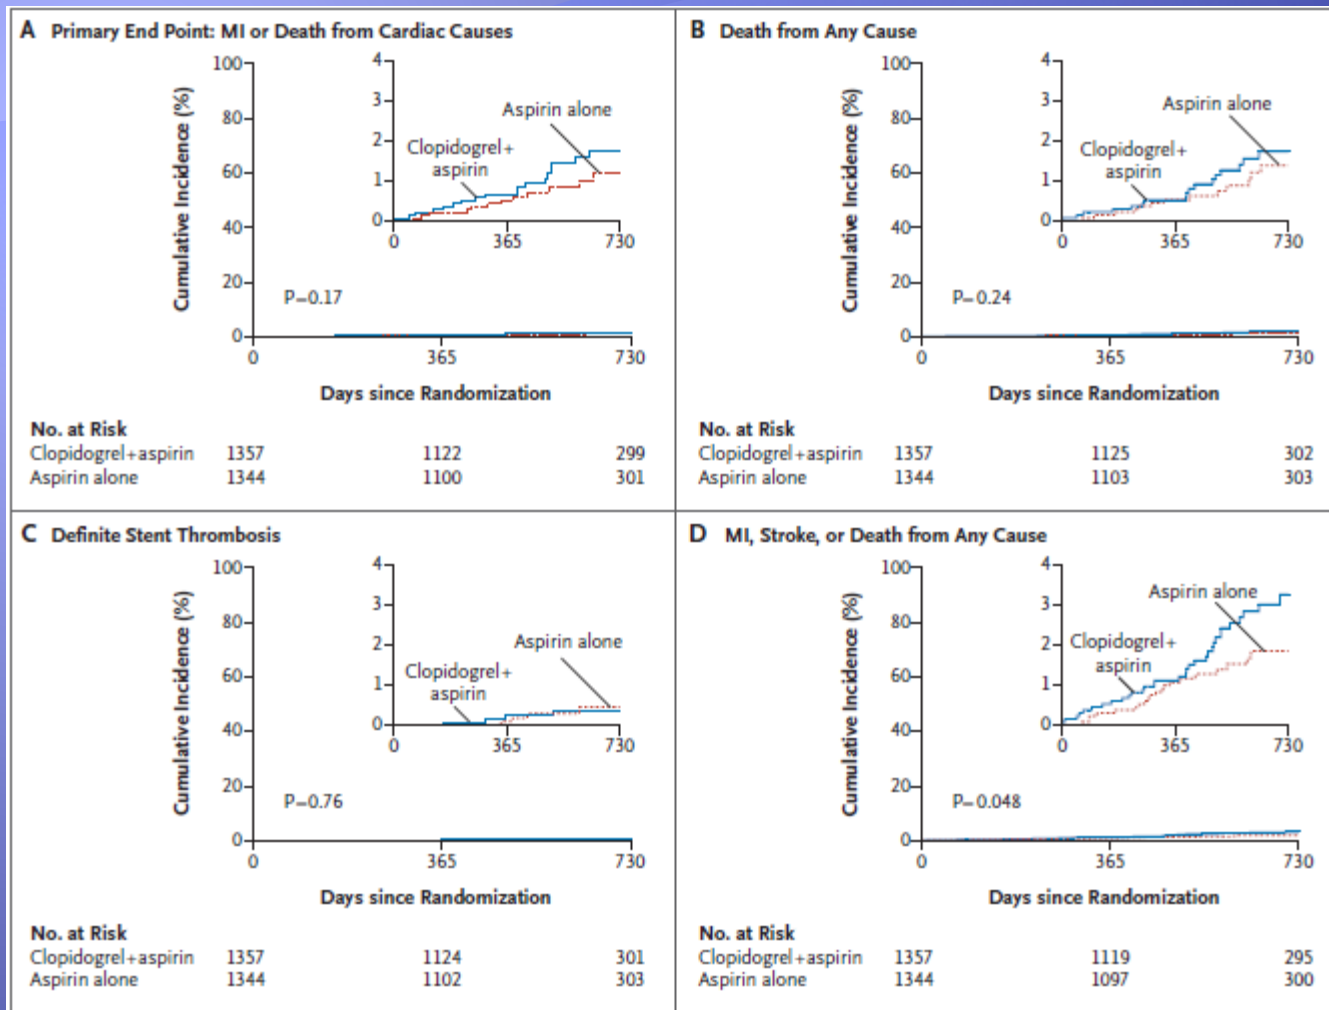 A Primary End Point: MI or Death from Cardiac Causes
Cumulative Incidence (%)
100
80
60
40
20
0
4
3
2
1
0
Aspirin alone
Clopidogrel+
aspirin
0 365 730
P=0.17
0 365 730
Days since Randomization
No. at Risk
Clopidogrel+aspirin 1357 1122 299
Aspirin alone 1344 1100 301
B Death from Any Cause
Cumulative Incidence (%)
100
80
60
40
20
0
4
3
2
1
0
Aspirin alone
Clopidogrel+
aspirin
0 365 730
P=0.24
0 365 730
Days since Randomization
No. at Risk
Clopidogrel+aspirin 1357 1125 302
Aspirin alone 1344 1103 303
C Definite Stent Thrombosis
Cumulative Incidence (%)
100
80
60
40
20
0
4
3
2
1
0
Aspirin alone
Clopidogrel+
aspirin
0 365 730
P=0.76
0 365 730
Days since Randomization
No. at Risk
Clopidogrel+aspirin 1357 1124 301
Aspirin alone 1344 1102 303
D MI, Stroke, or Death from Any Cause
Cumulative Incidence (%)
100
80
60
40
20
0
4
3
2
1
0
Aspirin alone
Clopidogrel+
aspirin
0 365 730
P=0.048
0 365 730
Days since Randomization
No. at Risk
Clopidogrel+aspirin 1357 1119 295
Aspirin alone 1344 1097 300